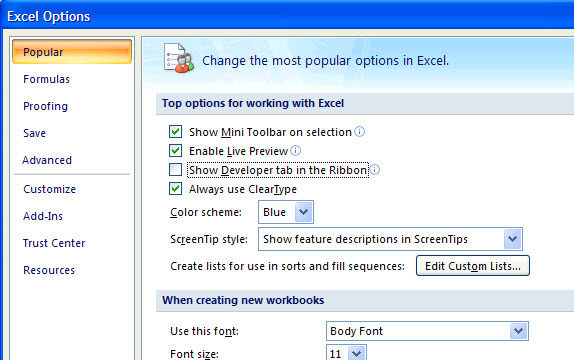 Excel Options
Popular
Formulas
Proofing
Save
Advanced
Customize
Add-Ins
Trust Center
Resources
Change the most popular options in Excel.
Top options for working with Excel
Show Mini Toolbar on selection
Enable Live Preview
Show Developer tab in the Ribbon
Always use ClearType
Color scheme: Blue
ScreenTip style: Show feature descriptions in ScreenTips
Create lists for use in sorts and fill sequences: Edit Custom Lists...
When creating new workbooks
Use this font: Body Font
Font size: 11